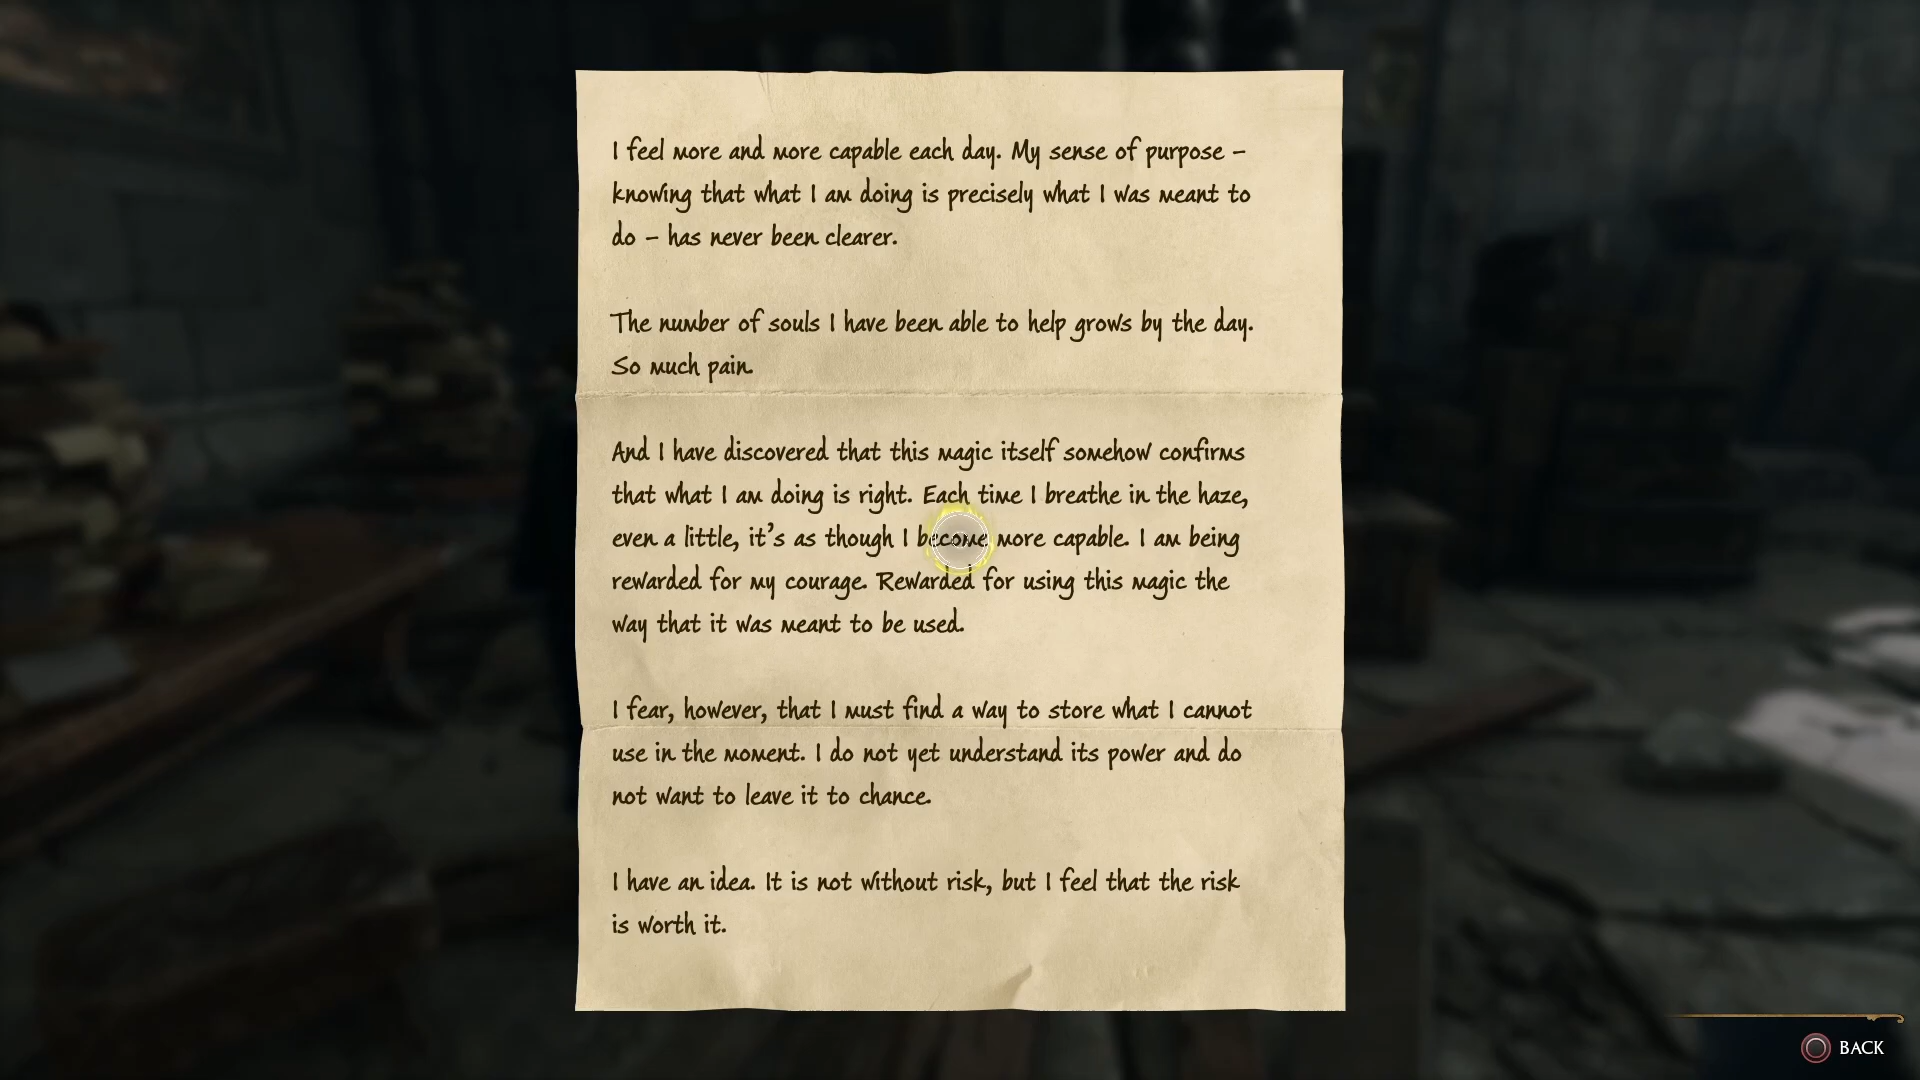 I feel more and more capable each day. My sense of purpose –
knowing that what I am doing is precisely what I was meant to
do – has never been clearer.
The number of souls I have been able to help grows by the day.
So much pain.
And I have discovered that this magic itself somehow confirms
that what I am doing is right. Each time I breathe in the haze,
even a little, it's as though I become more capable. I am being
rewarded for my courage. Rewarded for using this magic the
way that it was meant to be used.
I fear, however, that I must find a way to store what I cannot
use in the moment. I do not yet understand its power and do
not want to leave it to chance.
I have an idea. It is not without risk, but I feel that the risk
is worth it.
BACK